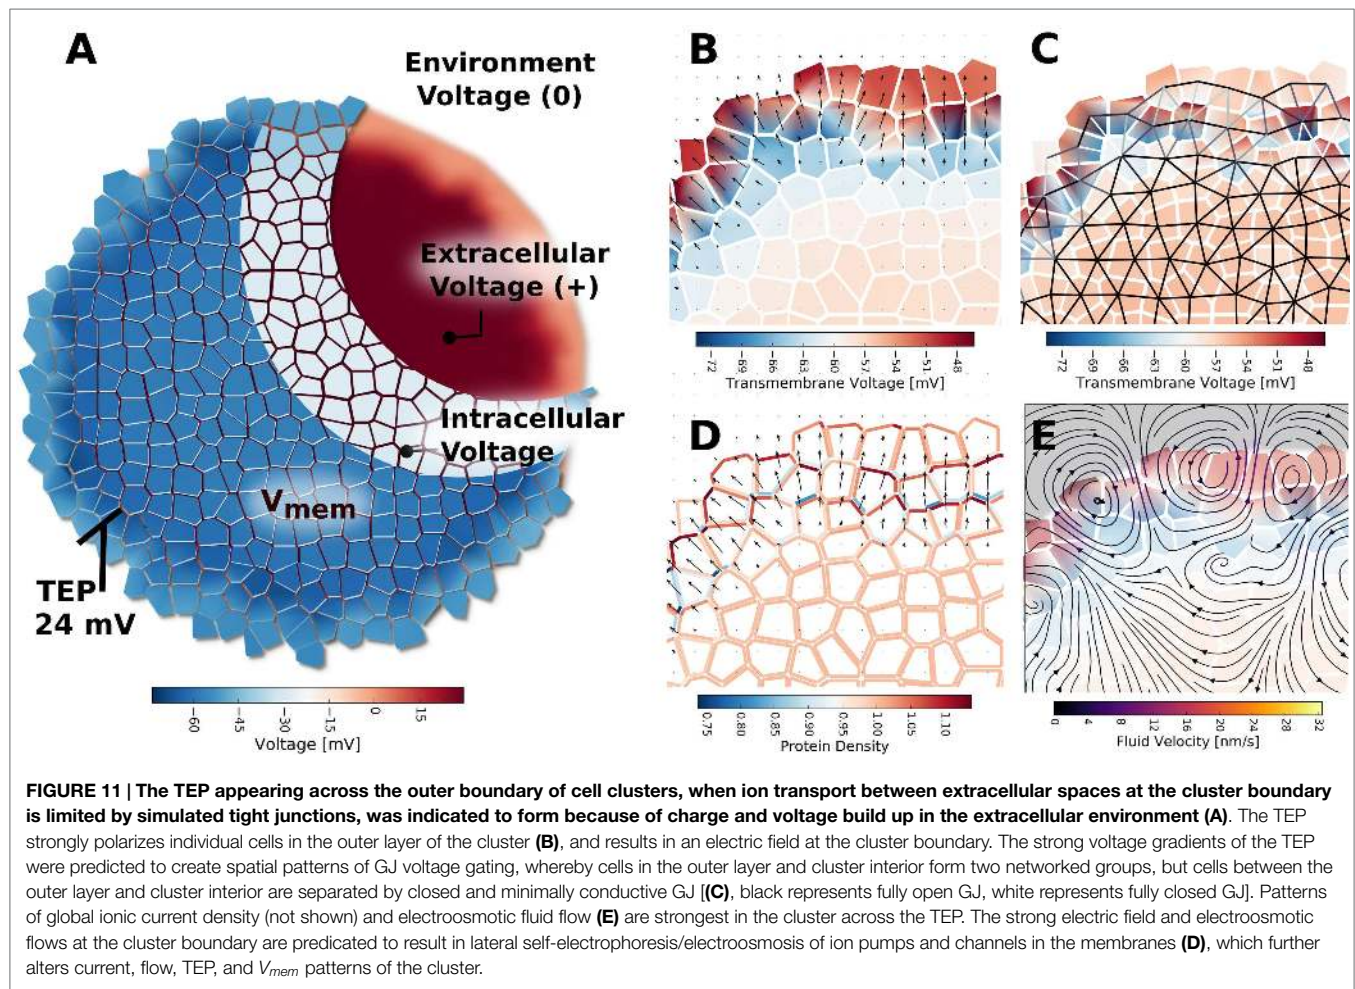 A
Environment
Voltage (0)
Extracellular
Voltage (+)
Intracellular
Voltage
Vmem
TEP
24 mV
−60
−45
−30
−15
0
15
Voltage [mV]
B
−72
−69
−66
−63
−60
−57
−54
−51
−48
Transmembrane Voltage [mV]
C
−72
−69
−66
−63
−60
−57
−54
−51
−48
Transmembrane Voltage [mV]
D
0.75
0.80
0.85
0.90
0.95
1.00
1.05
1.10
Protein Density
E
0
4
8
12
16
20
24
28
32
Fluid Velocity [nm/s]
FIGURE 11 | The TEP appearing across the outer boundary of cell clusters, when ion transport between extracellular spaces at the cluster boundary
is limited by simulated tight junctions, was indicated to form because of charge and voltage build up in the extracellular environment (A). The TEP
strongly polarizes individual cells in the outer layer of the cluster (B), and results in an electric field at the cluster boundary. The strong voltage gradients of the TEP
were predicted to create spatial patterns of GJ voltage gating, whereby cells in the outer layer and cluster interior form two networked groups, but cells between the
outer layer and cluster interior are separated by closed and minimally conductive GJ [(C), black represents fully open GJ, white represents fully closed GJ]. Patterns
of global ionic current density (not shown) and electroosmotic fluid flow (E) are strongest in the cluster across the TEP. The strong electric field and electroosmotic
flows at the cluster boundary are predicated to result in lateral self-electrophoresis/electroosmosis of ion pumps and channels in the membranes (D), which further
alters current, flow, TEP, and Vmem patterns of the cluster.